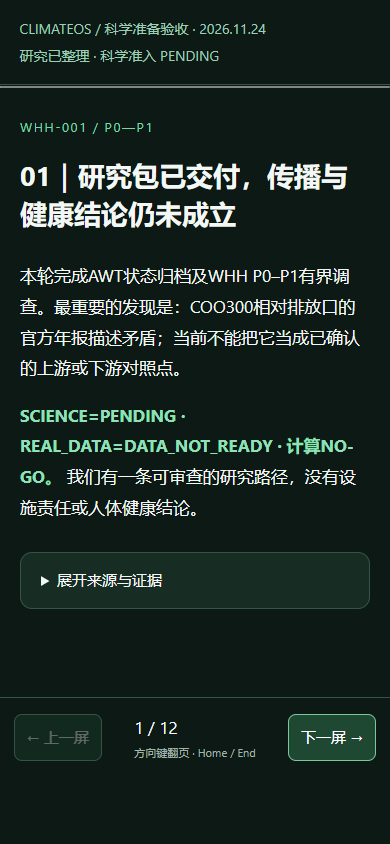 CLIMATEOS / 科学准备验收 · 2026.11.24
研究已整理 · 科学准入 PENDING
WHH-001 / P0—P1
01｜研究包已交付，传播与
健康结论仍未成立
本轮完成AWT状态归档及WHH P0–P1有界调
查。最重要的发现是：COO300相对排放口的
官方年报描述矛盾；当前不能把它当成已确认
的上游或下游对照点。
SCIENCE=PENDING ·
REAL_DATA=DATA_NOT_READY · 计算NO-
GO。 我们有一条可审查的研究路径，没有设
施责任或人体健康结论。
▶ 展开来源与证据
← 上一屏
1 / 12
方向键翻页 · Home / End
下一屏 →